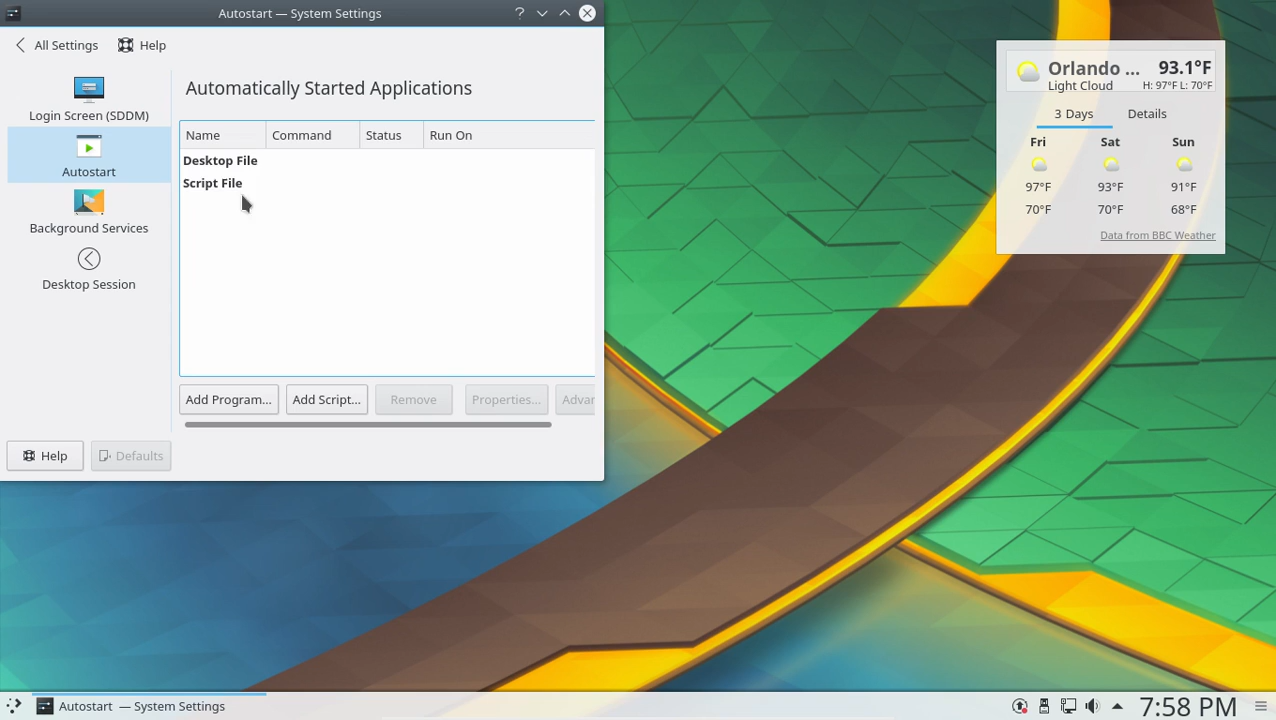 Autostart — System Settings
All Settings
Help
Login Screen (SDDM)
Autostart
Background Services
Desktop Session
Automatically Started Applications
Name Command Status Run On
Desktop File
Script File
Add Program... Add Script... Remove Properties... Advar
Help Defaults
Orlando ... 93.1°F
Light Cloud H: 97°F L: 70°F
3 Days Details
Fri Sat Sun
97°F 93°F 91°F
70°F 70°F 68°F
Data from BBC Weather
Autostart — System Settings
7:58 PM